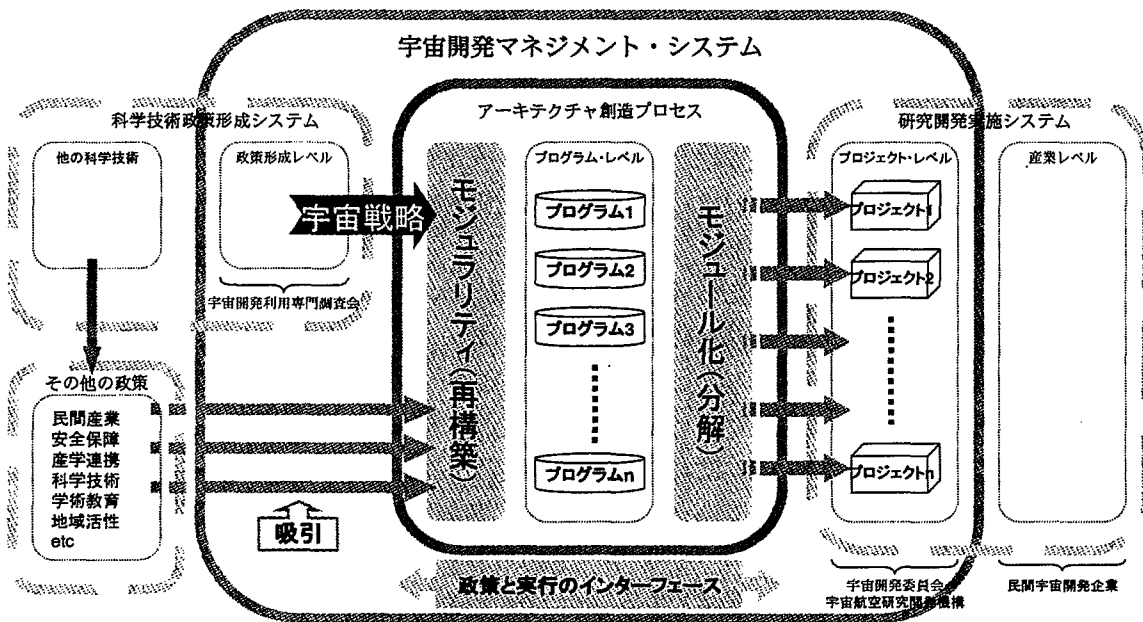 宇宙開発マネジメント・システム
アーキテクチャ創造プロセス
科学技術政策形成システム
研究開発実施システム
他の科学技術
政策形成レベル
プログラム・レベル
プロジェクト・レベル
産業レベル
宇宙戦略
モジュラリティ(再構築)
プログラム1
プログラム2
プログラム3
プログラムn
モジュール化(分解)
プロジェクト1
プロジェクト2
プロジェクトn
宇宙開発利用専門調査会
その他の政策
民間産業
安全保障
産学連携
科学技術
学術教育
地域活性
etc
吸引
政策と実行のインターフェース
宇宙開発委員会
宇宙航空研究開発機構
民間宇宙開発企業